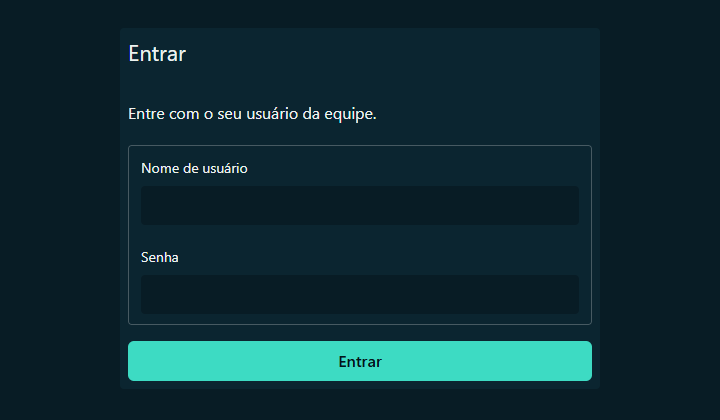 Entrar
Entre com o seu usuário da equipe.
Nome de usuário
Senha
Entrar